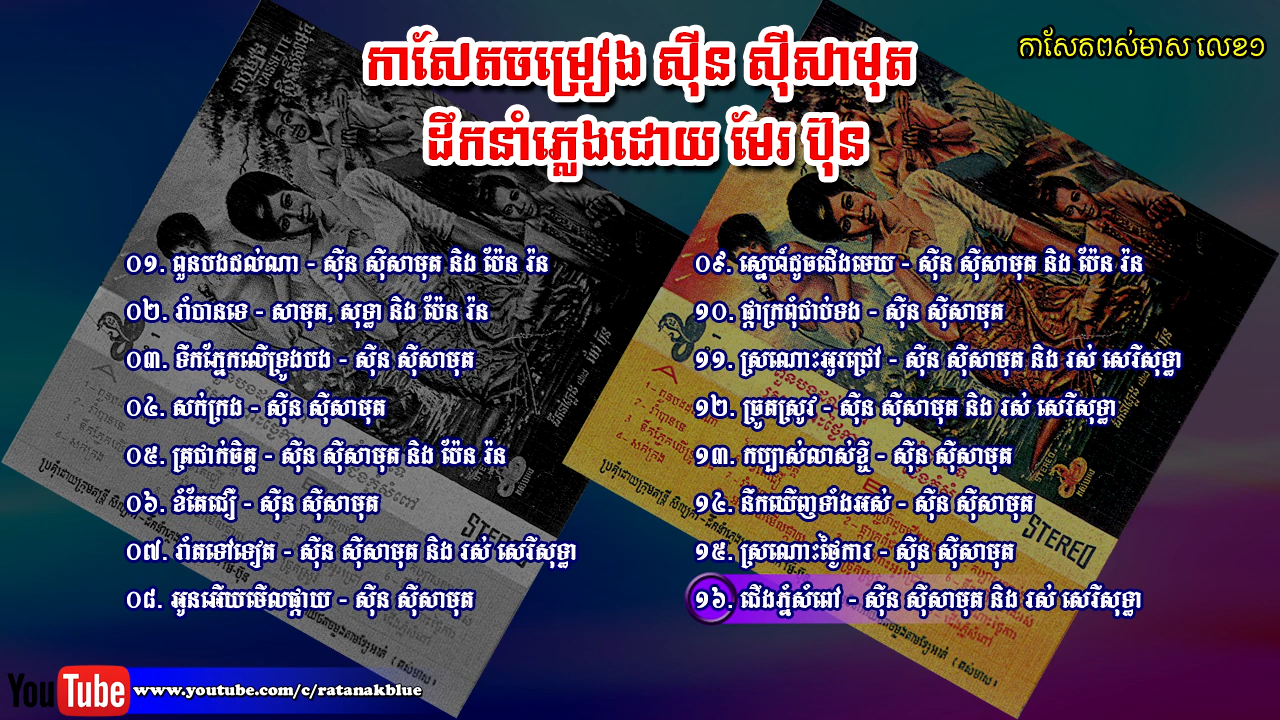 កាសែតចម្រៀង ស៊ីន ស៊ីសាមុត
ដឹកនាំភ្លេងដោយ មែរ ប៊ុន
កាសែតពស់មាស លេខ១
០១. ពួនបងដល់ណា - ស៊ីន ស៊ីសាមុត និង ប៉ែន រ៉ន
០២. រាំបានទេ - សាមុត, សុទ្ធា និង ប៉ែន រ៉ន
០៣. ទឹកភ្នែកលើទ្រូងបង - ស៊ីន ស៊ីសាមុត
០៤. សក់ក្រង - ស៊ីន ស៊ីសាមុត
០៥. ត្រជាក់ចិត្ត - ស៊ីន ស៊ីសាមុត និង ប៉ែន រ៉ន
០៦. ខំតែជឿ - ស៊ីន ស៊ីសាមុត
០៧. រាំតទៅទៀត - ស៊ីន ស៊ីសាមុត និង រស់ សេរីសុទ្ធា
០៨. អូនអើយមើលផ្កាយ - ស៊ីន ស៊ីសាមុត
០៩. ស្នេហ៍ដូចជើងមេឃ - ស៊ីន ស៊ីសាមុត និង ប៉ែន រ៉ន
១០. ផ្កាក្រពុំជាប់ទង - ស៊ីន ស៊ីសាមុត
១១. ស្រណោះអូរជ្រៅ - ស៊ីន ស៊ីសាមុត និង រស់ សេរីសុទ្ធា
១២. ច្រូតស្រូវ - ស៊ីន ស៊ីសាមុត និង រស់ សេរីសុទ្ធា
១៣. កប្បាស់លាស់ខ្ចី - ស៊ីន ស៊ីសាមុត
១៤. នឹកឃើញទាំងអស់ - ស៊ីន ស៊ីសាមុត
១៥. ស្រណោះថ្ងៃការ - ស៊ីន ស៊ីសាមុត
១៦. ជើងភ្នំសំពៅ - ស៊ីន ស៊ីសាមុត និង រស់ សេរីសុទ្ធា
STEREO
STEREO
YouTube www.youtube.com/c/ratanakblue